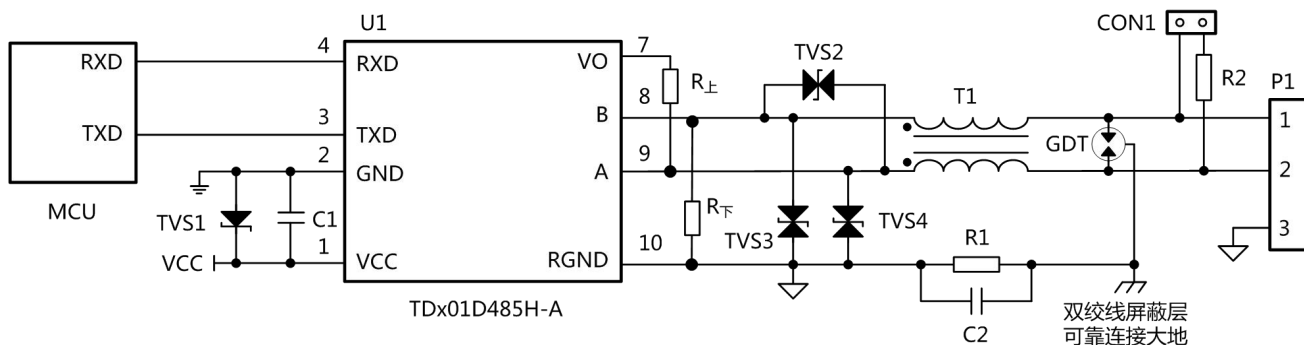 U1
CON1
MCU
RXD
TXD
4
RXD
3
TXD
2
GND
1
VCC
VCC
TVS1
C1
TDx01D485H-A
VO
7
B
8
A
9
RGND
10
R上
R下
TVS2
TVS3
TVS4
T1
GDT
R2
P1
1
2
3
R1
C2
双绞线屏蔽层
可靠连接大地